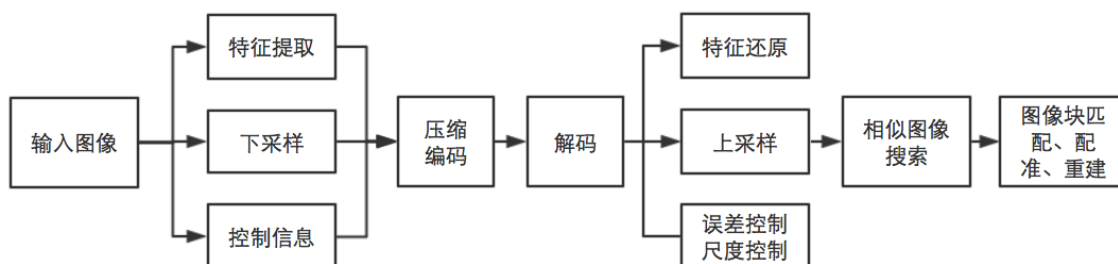 输入图像
特征提取
下采样
控制信息
压缩
编码
解码
特征还原
上采样
误差控制
尺度控制
相似图像
搜索
图像块匹
配、配
准、重建